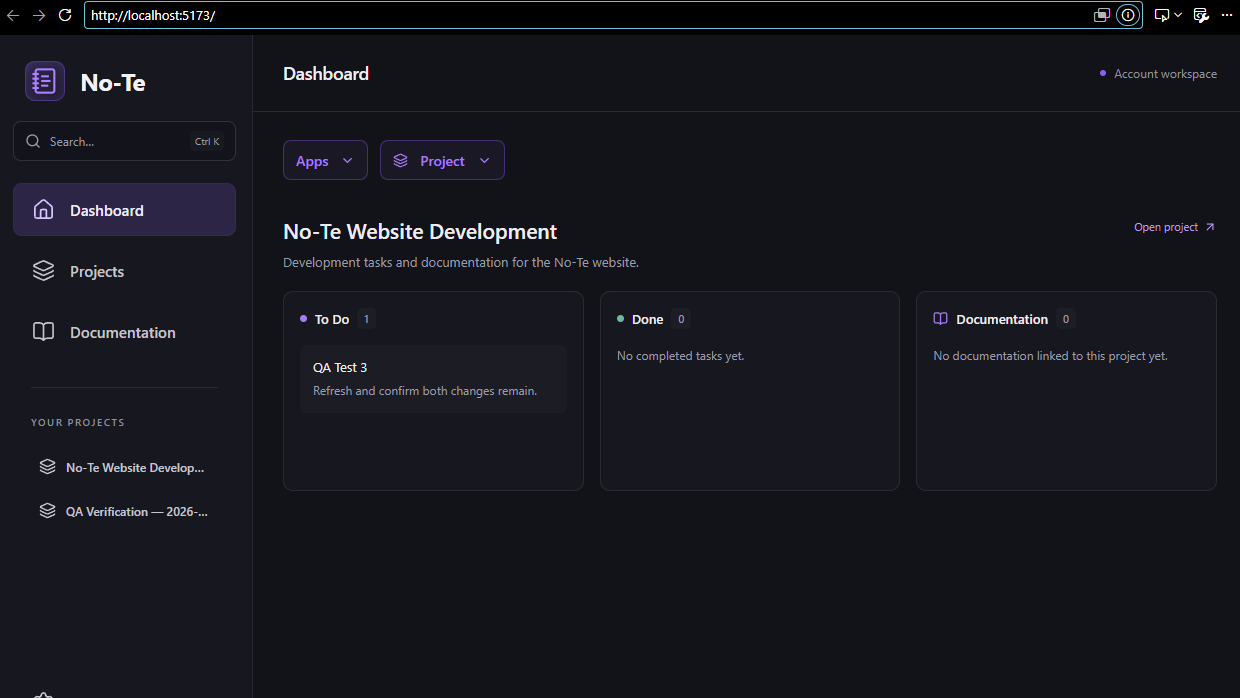 http://localhost:5173/
No-Te
Search...
Ctrl K
Dashboard
Projects
Documentation
YOUR PROJECTS
No-Te Website Develop...
QA Verification — 2026-...
Dashboard
Account workspace
Apps
Project
No-Te Website Development
Open project
Development tasks and documentation for the No-Te website.
To Do 1
QA Test 3
Refresh and confirm both changes remain.
Done 0
No completed tasks yet.
Documentation 0
No documentation linked to this project yet.